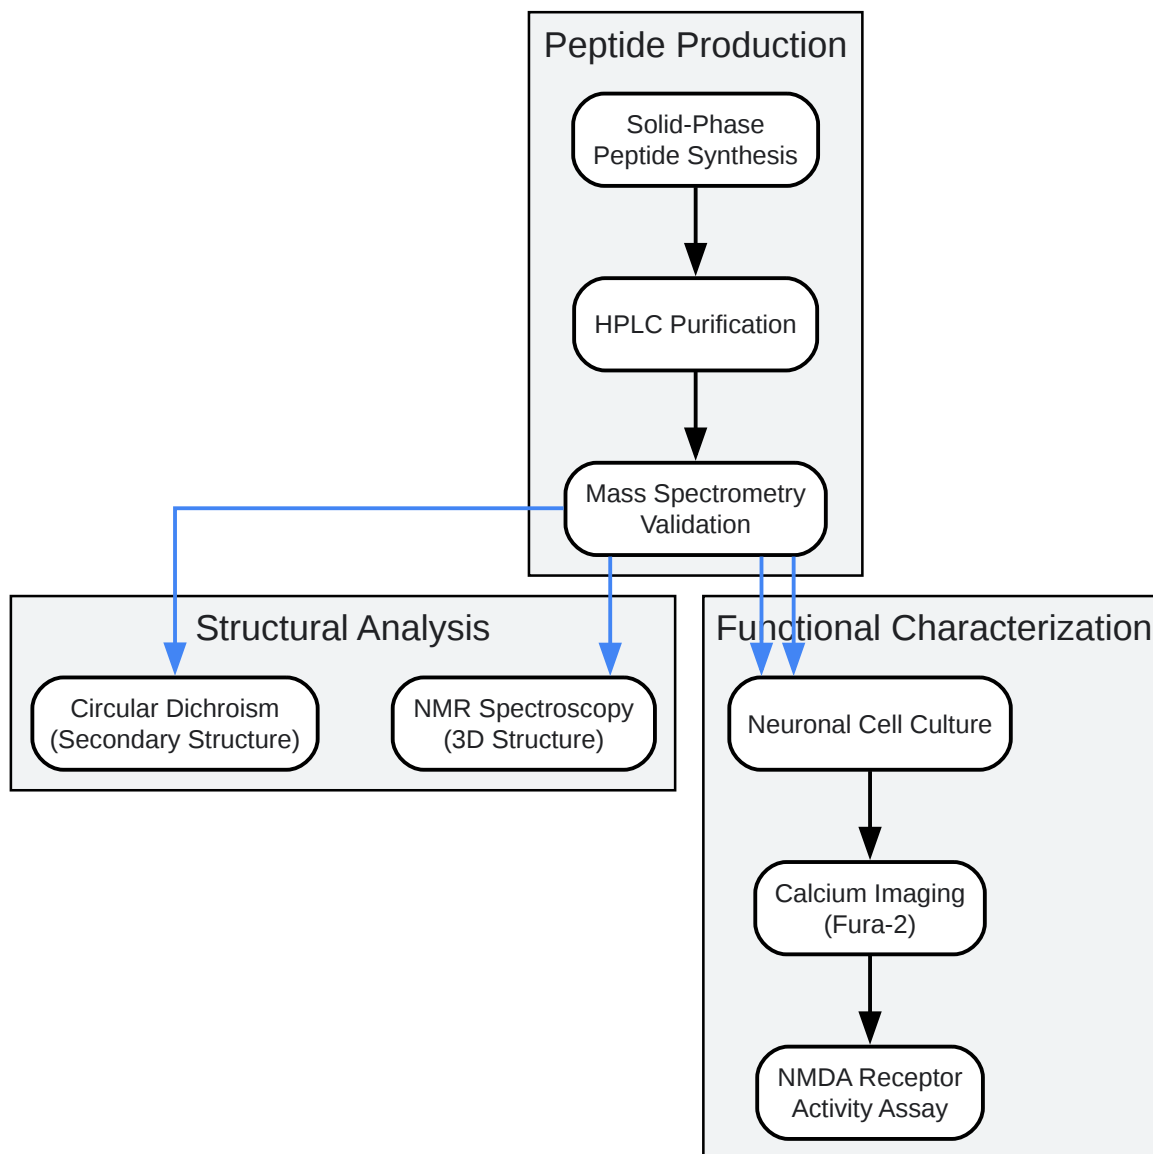 Peptide Production
Solid-Phase
Peptide Synthesis
HPLC Purification
Mass Spectrometry
Validation
Structural Analysis
Circular Dichroism
(Secondary Structure)
NMR Spectroscopy
(3D Structure)
Functional Characterization
Neuronal Cell Culture
Calcium Imaging
(Fura-2)
NMDA Receptor
Activity Assay